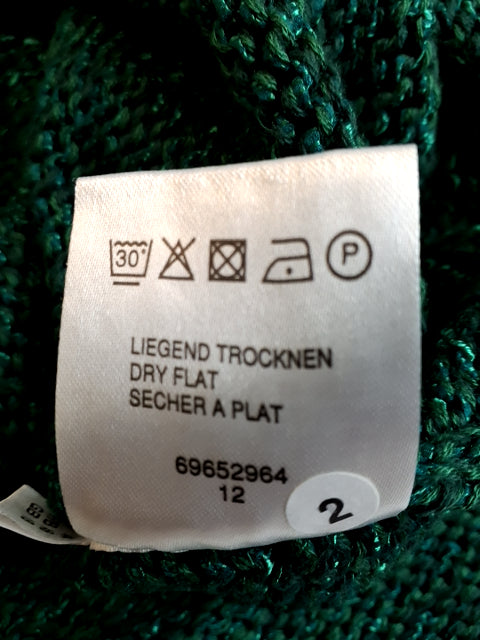 30°
P
LIEGEND TROCKNEN
DRY FLAT
SECHER A PLAT
69652964
12
2